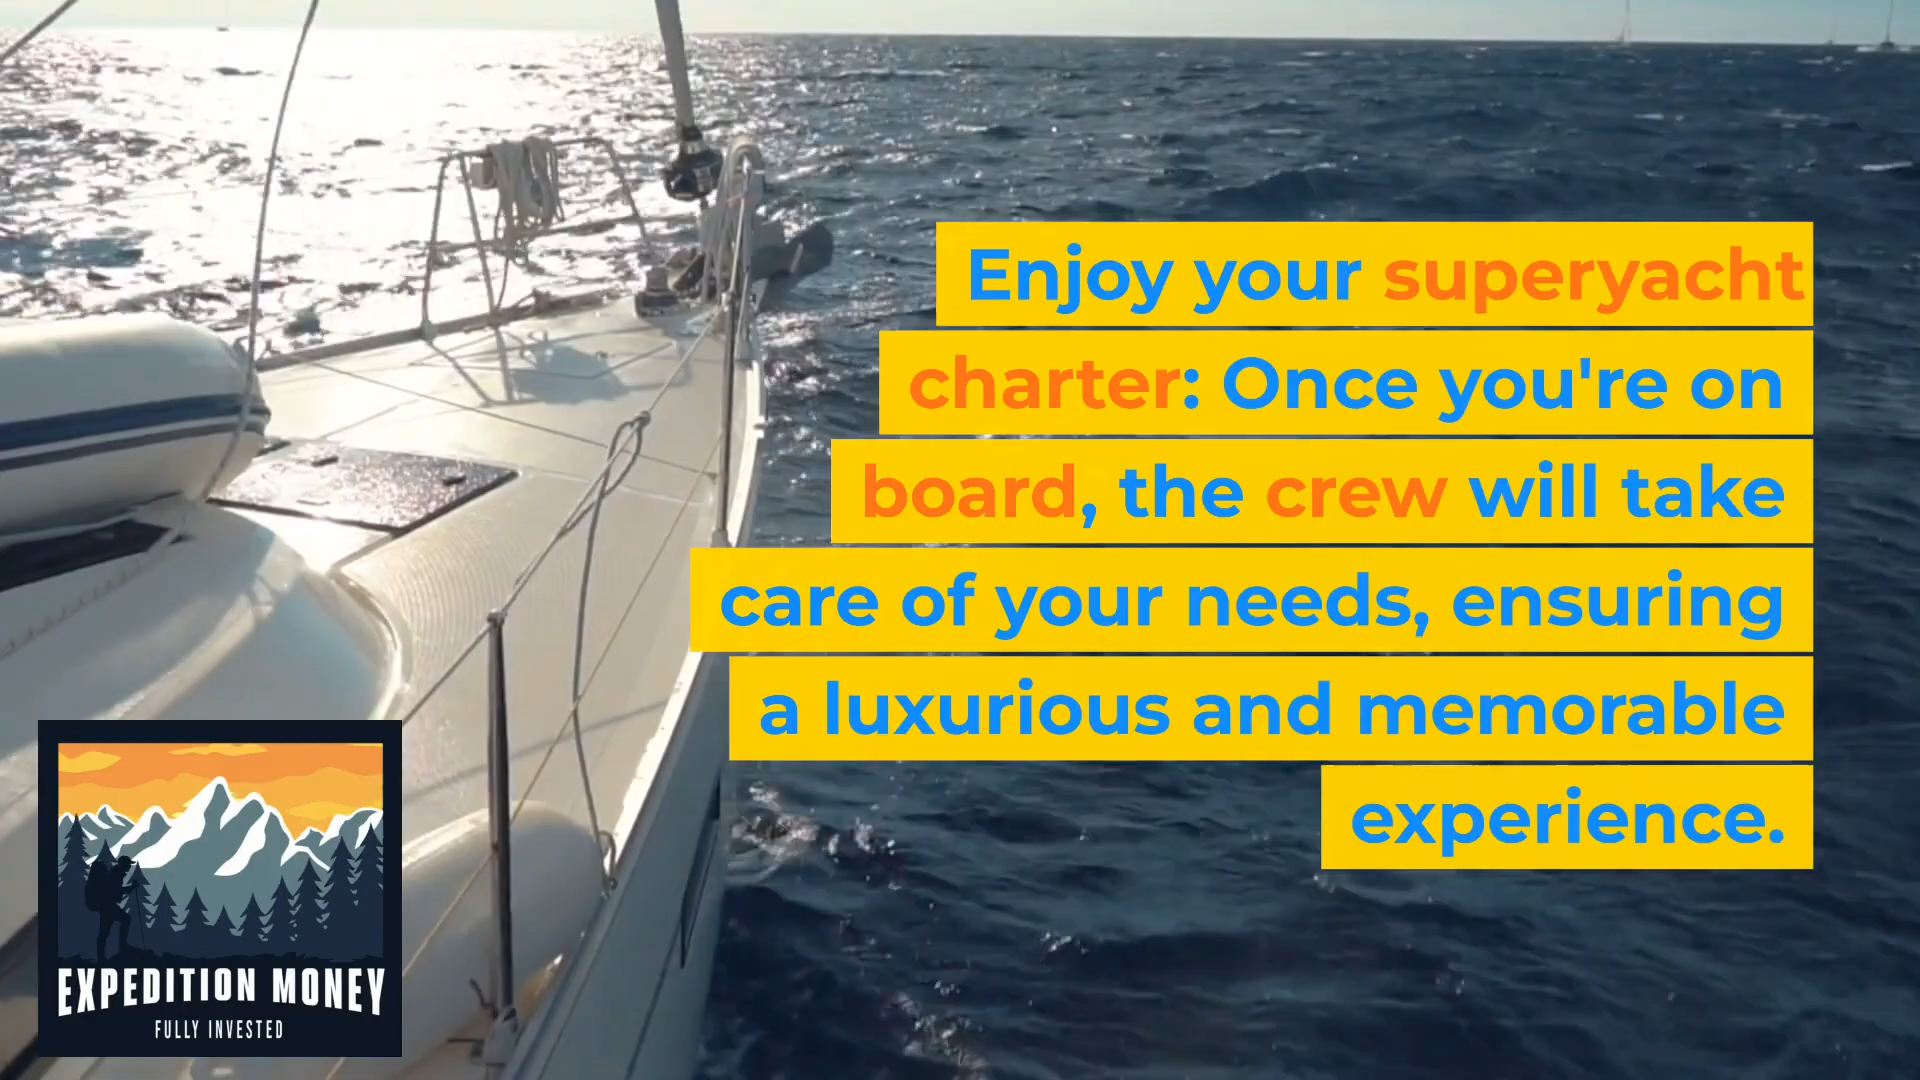 Enjoy your superyacht
charter: Once you're on
board, the crew will take
care of your needs, ensuring
a luxurious and memorable
experience.
EXPEDITION MONEY
FULLY INVESTED